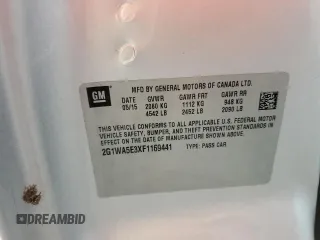 GM
MFD BY GENERAL MOTORS OF CANADA LTD.
05/15 GVWR 2060 KG 4542 LB GAWR FRT 1112 KG 2452 LB GAWR RR 948 KG 2090 LB
THIS VEHICLE CONFORMS TO ALL APPLICABLE U.S. FEDERAL MOTOR
VEHICLE SAFETY, BUMPER, AND THEFT PREVENTION STANDARDS IN
EFFECT ON THE DATE OF MANUFACTURE SHOWN ABOVE.
2G1WA5E3XF1169441 TYPE: PASS CAR
DREAMBID